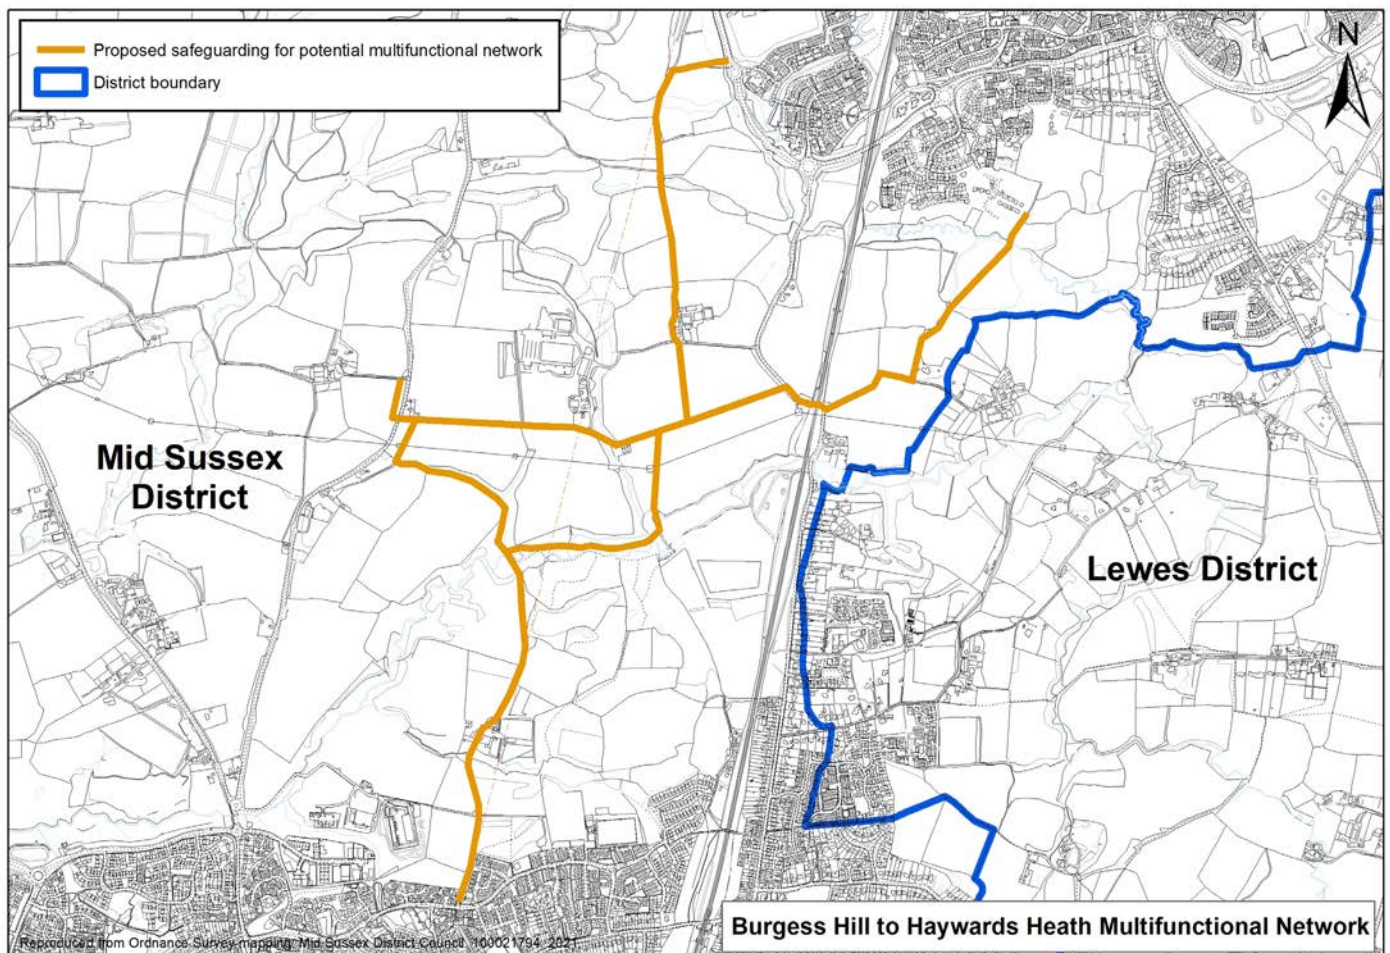 Proposed safeguarding for potential multifunctional network
District boundary
N
Mid Sussex
District
Lewes District
Burgess Hill to Haywards Heath Multifunctional Network
Reproduced from Ordnance Survey mapping. Mid Sussex District Council. 100021794. 2021.